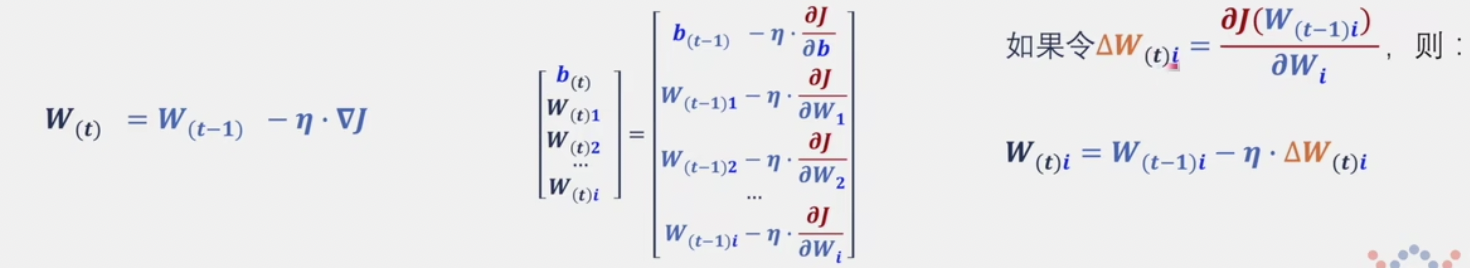 W(t) = W(t−1) − η · ∇J
[b(t) W(t)1 W(t)2 ... W(t)i] = [b(t−1) − η · ∂J/∂b
W(t−1)1 − η · ∂J/∂W1
W(t−1)2 − η · ∂J/∂W2
...
W(t−1)i − η · ∂J/∂Wi]
如果令ΔW(t)i = ∂J(W(t−1)i)/∂Wi , 则：
W(t)i = W(t−1)i − η · ΔW(t)i